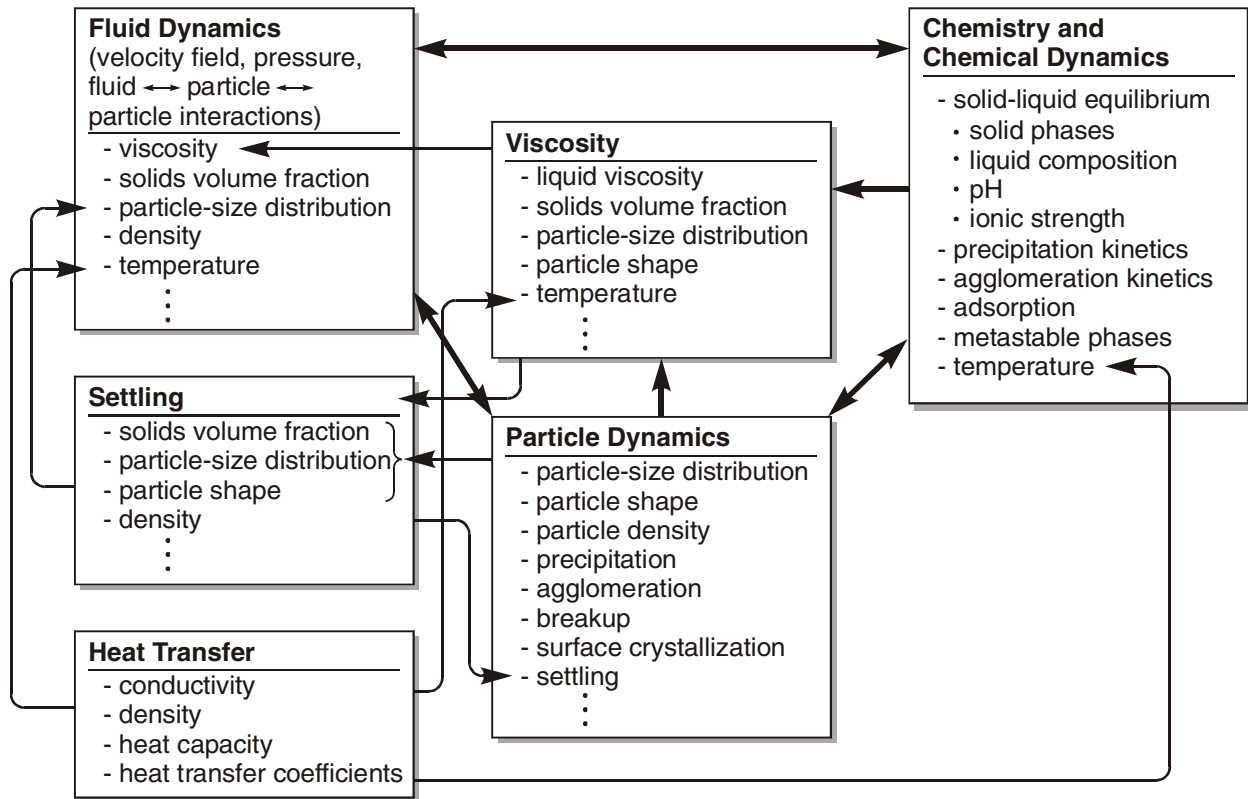 Fluid Dynamics
(velocity field, pressure,
fluid ↔ particle ↔
particle interactions)
- viscosity
- solids volume fraction
- particle-size distribution
- density
- temperature
Settling
- solids volume fraction
- particle-size distribution
- particle shape
- density
Heat Transfer
- conductivity
- density
- heat capacity
- heat transfer coefficients
Viscosity
- liquid viscosity
- solids volume fraction
- particle-size distribution
- particle shape
- temperature
Particle Dynamics
- particle-size distribution
- particle shape
- particle density
- precipitation
- agglomeration
- breakup
- surface crystallization
- settling
Chemistry and
Chemical Dynamics
- solid-liquid equilibrium
· solid phases
· liquid composition
· pH
· ionic strength
- precipitation kinetics
- agglomeration kinetics
- adsorption
- metastable phases
- temperature